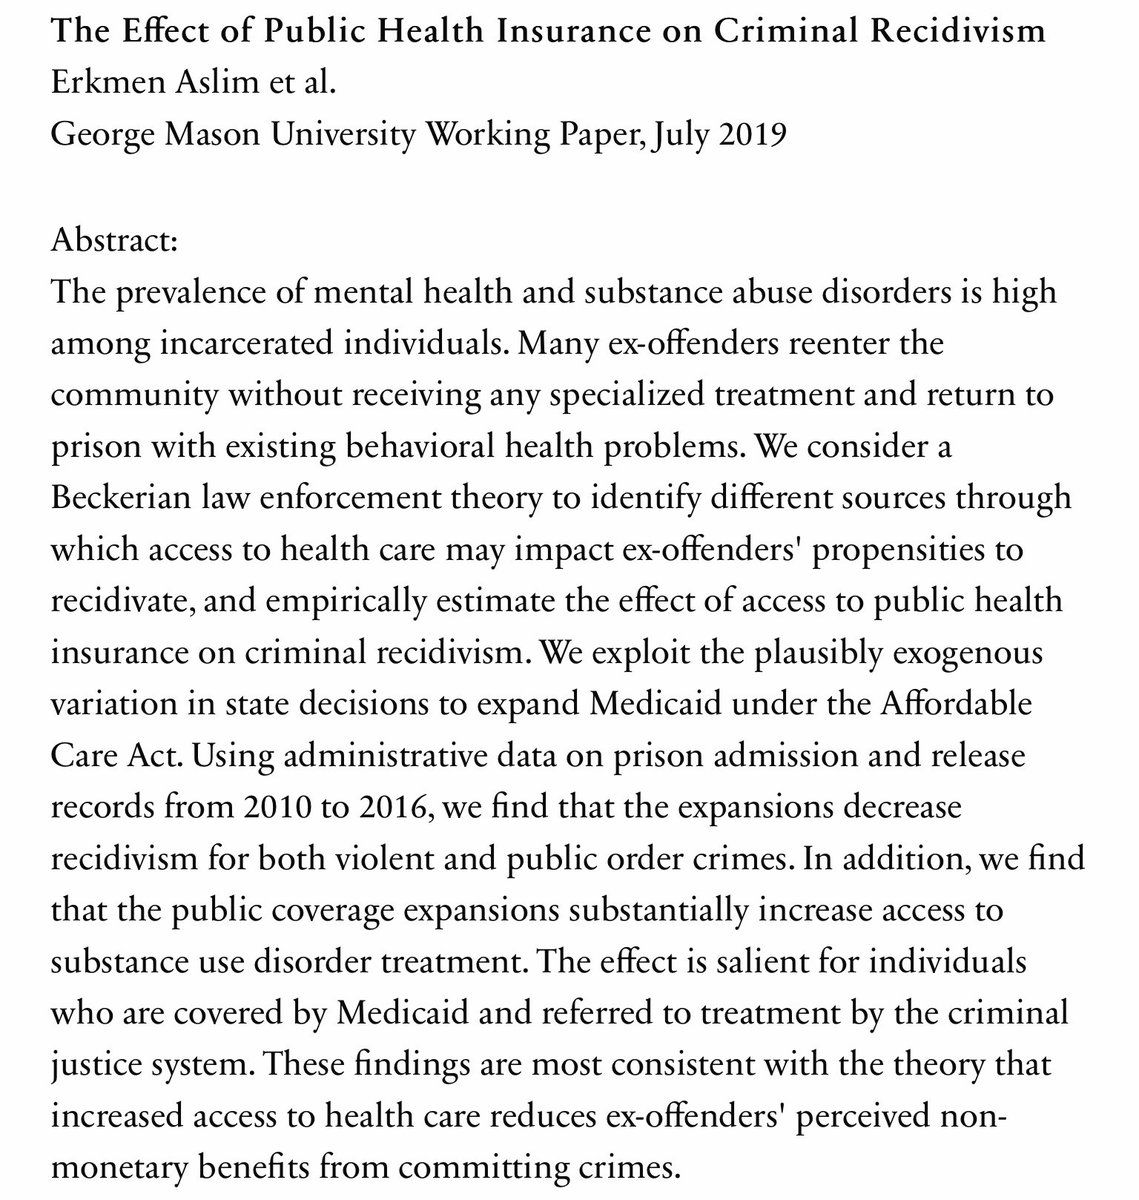 The Effect of Public Health Insurance on Criminal Recidivism
Erkmen Aslim et al.
George Mason University Working Paper, July 2019
Abstract:
The prevalence of mental health and substance abuse disorders is high
among incarcerated individuals. Many ex-offenders reenter the
community without receiving any specialized treatment and return to
prison with existing behavioral health problems. We consider a
Beckerian law enforcement theory to identify different sources through
which access to health care may impact ex-offenders' propensities to
recidivate, and empirically estimate the effect of access to public health
insurance on criminal recidivism. We exploit the plausibly exogenous
variation in state decisions to expand Medicaid under the Affordable
Care Act. Using administrative data on prison admission and release
records from 2010 to 2016, we find that the expansions decrease
recidivism for both violent and public order crimes. In addition, we find
that the public coverage expansions substantially increase access to
substance use disorder treatment. The effect is salient for individuals
who are covered by Medicaid and referred to treatment by the criminal
justice system. These findings are most consistent with the theory that
increased access to health care reduces ex-offenders' perceived non-
monetary benefits from committing crimes.